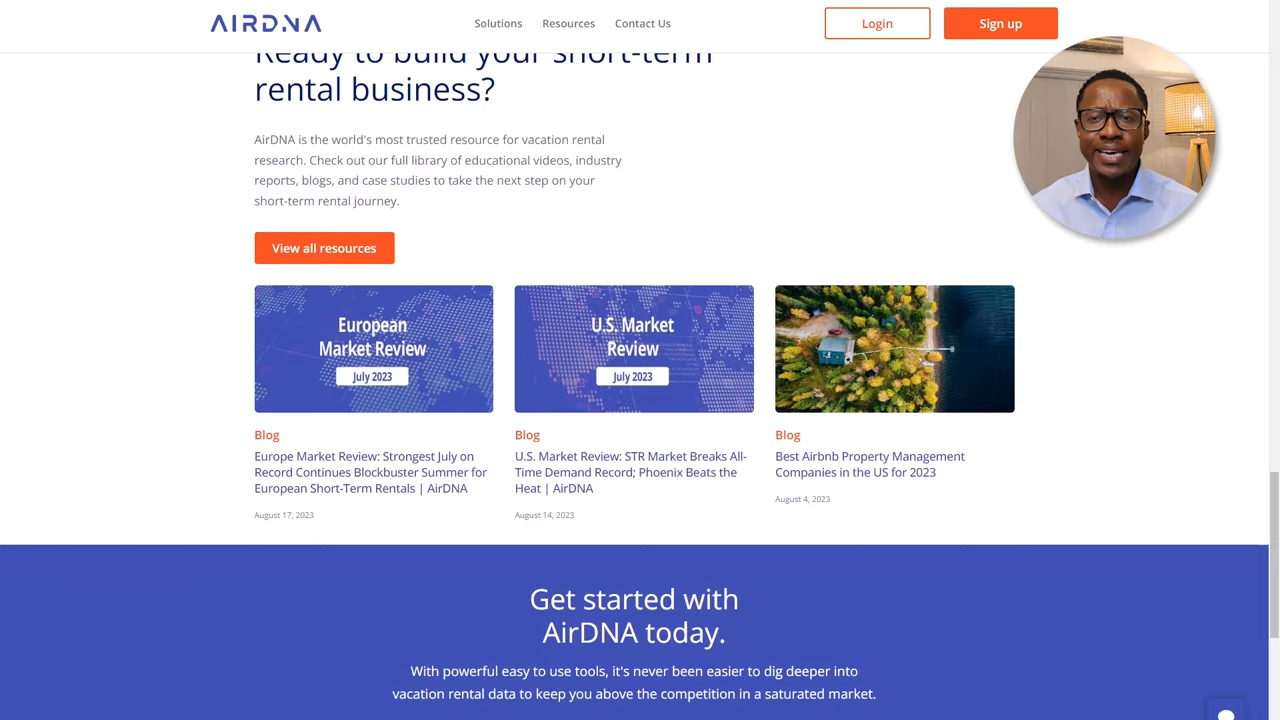 AIRDNA
Solutions
Resources
Contact Us
Login
Sign up
Ready to build your short-term
rental business?
AirDNA is the world's most trusted resource for vacation rental
research. Check out our full library of educational videos, industry
reports, blogs, and case studies to take the next step on your
short-term rental journey.
View all resources
European
Market Review
July 2023
U.S. Market
Review
July 2023
Blog
Europe Market Review: Strongest July on
Record Continues Blockbuster Summer for
European Short-Term Rentals | AirDNA
August 17, 2023
Blog
U.S. Market Review: STR Market Breaks All-
Time Demand Record; Phoenix Beats the
Heat | AirDNA
August 14, 2023
Blog
Best Airbnb Property Management
Companies in the US for 2023
August 4, 2023
Get started with
AirDNA today.
With powerful easy to use tools, it's never been easier to dig deeper into
vacation rental data to keep you above the competition in a saturated market.